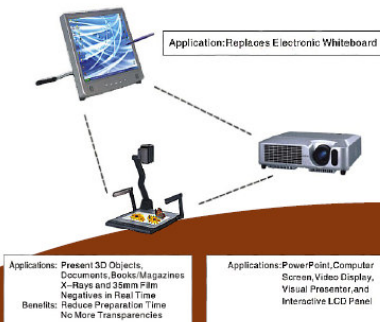 Application:Replaces Electronic Whiteboard
Applications: Present 3D Objects,
Documents,Books/Magazines
X-Rays and 35mm Film
Negatives in Real Time
Benefits: Reduce Preparation Time
No More Transparencies
Applications:PowerPoint,Computer
Screen,Video Display,
Visual Presenter,and
Interactive LCD Panel